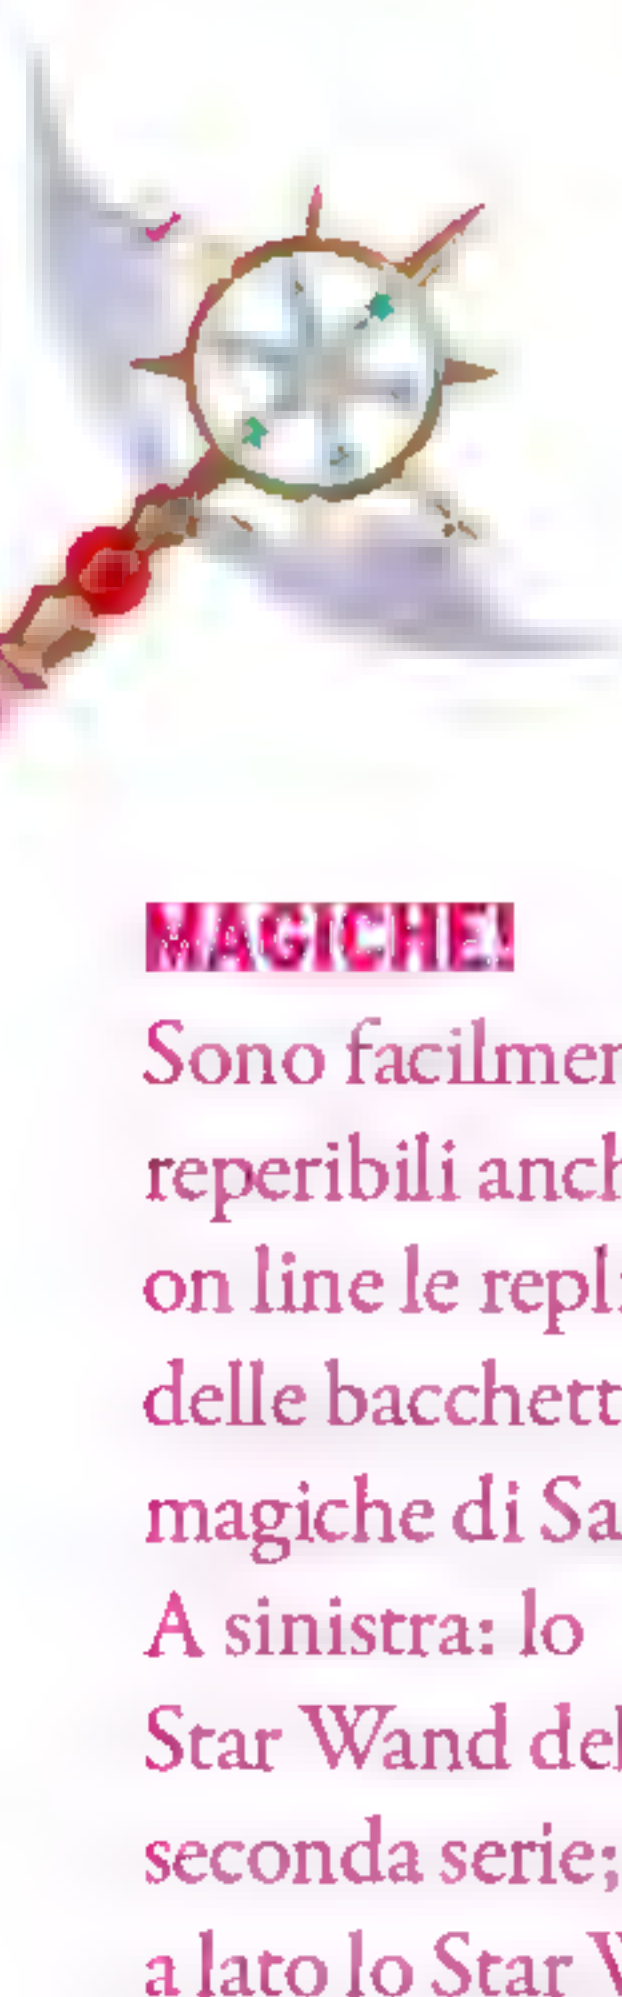 MAGICHE!
Sono facilmen
reperibili anch
on line le repli
delle bacchett
magiche di Sa
A sinistra: lo
Star Wand del
seconda serie;
a lato lo Star W